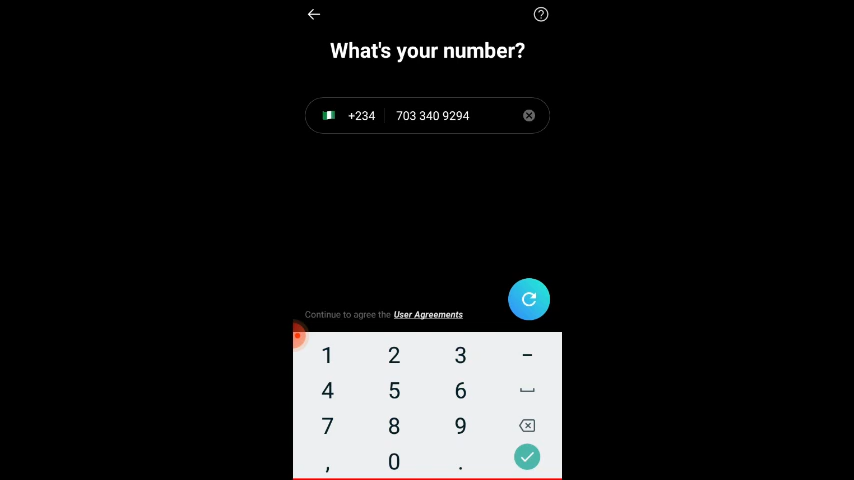 What's your number?
+234 703 340 9294
Continue to agree the User Agreements
1 2 3 -
4 5 6
7 8 9
, 0 .